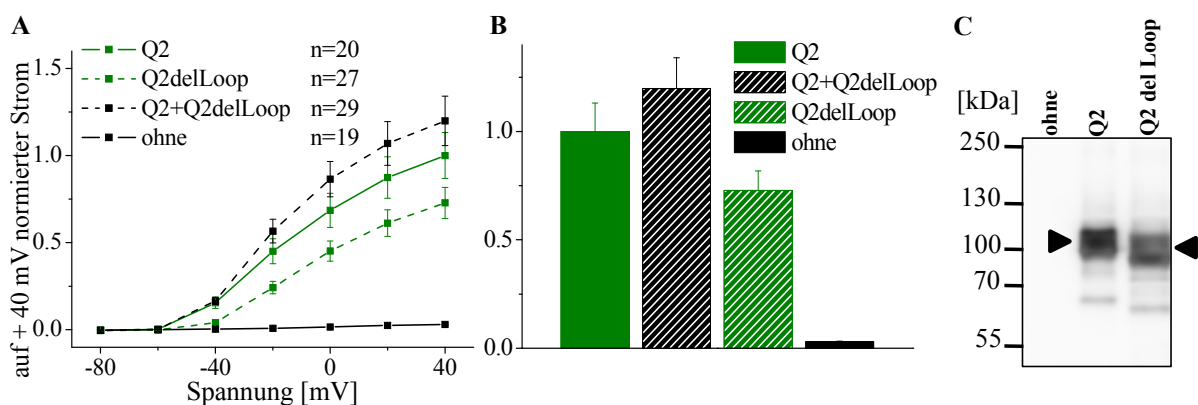 A
Q2 n=20
Q2delLoop n=27
Q2+Q2delLoop n=29
ohne n=19
auf + 40 mV normierter Strom
1.5
1.0
0.5
0.0
-80 -40 0 40
Spannung [mV]
B
Q2
Q2+Q2delLoop
Q2delLoop
ohne
1.0
0.5
0.0
C
[kDa]
ohne
Q2
Q2 del Loop
250
130
100
70
55